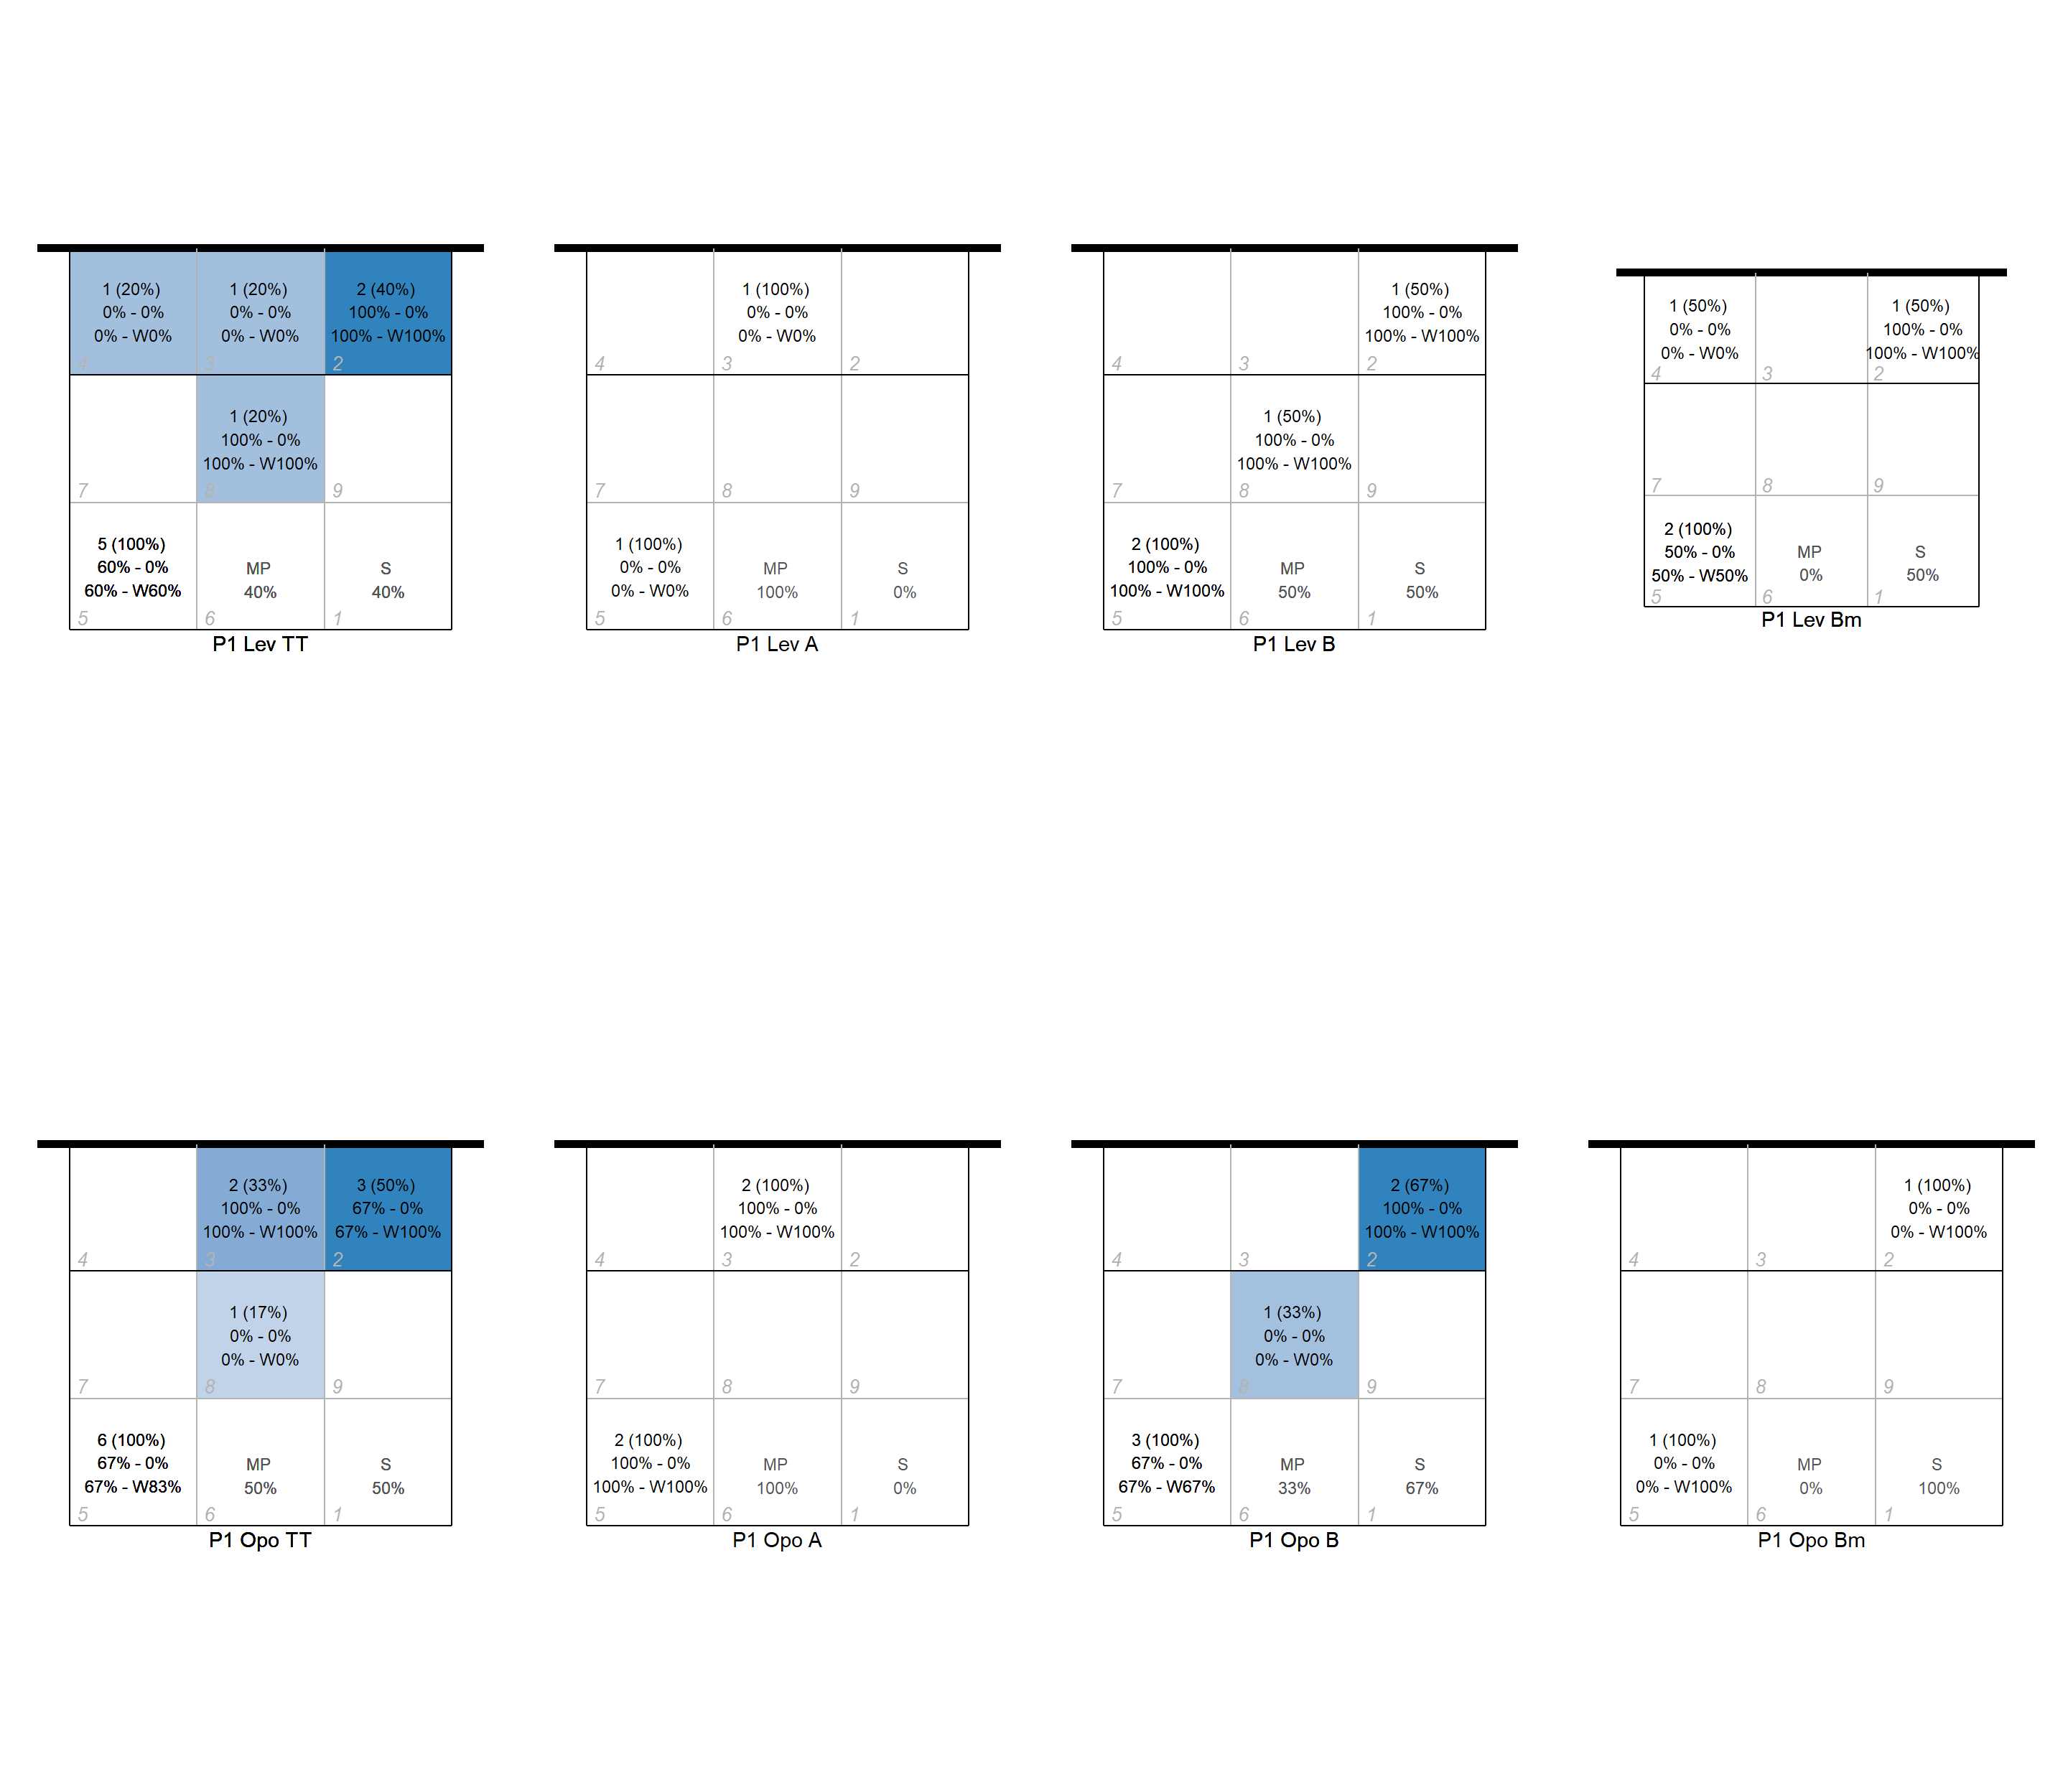 1 (20%)
0% - 0%
0% - W0%
4
1 (20%)
0% - 0%
0% - W0%
3
2 (40%)
100% - 0%
100% - W100%
2
7
1 (20%)
100% - 0%
100% - W100%
8
9
5 (100%)
60% - 0%
60% - W60%
5
MP
40%
6
S
40%
1
P1 Lev TT
4
1 (100%)
0% - 0%
0% - W0%
3
2
7
8
9
1 (100%)
0% - 0%
0% - W0%
5
MP
100%
6
S
0%
1
P1 Lev A
4
3
1 (50%)
100% - 0%
100% - W100%
2
7
1 (50%)
100% - 0%
100% - W100%
8
9
2 (100%)
100% - 0%
100% - W100%
5
MP
50%
6
S
50%
1
P1 Lev B
1 (50%)
0% - 0%
0% - W0%
4
3
1 (50%)
100% - 0%
100% - W100%
2
7
8
9
2 (100%)
50% - 0%
50% - W50%
5
MP
0%
6
S
50%
1
P1 Lev Bm
4
2 (33%)
100% - 0%
100% - W100%
3
3 (50%)
67% - 0%
67% - W100%
2
7
1 (17%)
0% - 0%
0% - W0%
8
9
6 (100%)
67% - 0%
67% - W83%
5
MP
50%
6
S
50%
1
P1 Opo TT
4
2 (100%)
100% - 0%
100% - W100%
3
2
7
8
9
2 (100%)
100% - 0%
100% - W100%
5
MP
100%
6
S
0%
1
P1 Opo A
4
3
2 (67%)
100% - 0%
100% - W100%
2
7
1 (33%)
0% - 0%
0% - W0%
8
9
3 (100%)
67% - 0%
67% - W67%
5
MP
33%
6
S
67%
1
P1 Opo B
4
3
1 (100%)
0% - 0%
0% - W100%
2
7
8
9
1 (100%)
0% - 0%
0% - W100%
5
MP
0%
6
S
100%
1
P1 Opo Bm